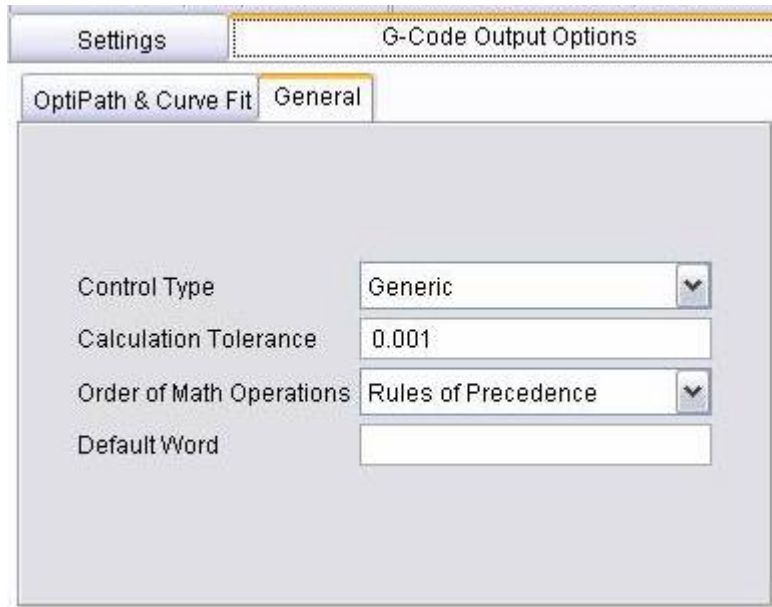 Settings G-Code Output Options
OptiPath & Curve Fit General
Control Type Generic
Calculation Tolerance 0.001
Order of Math Operations Rules of Precedence
Default Word